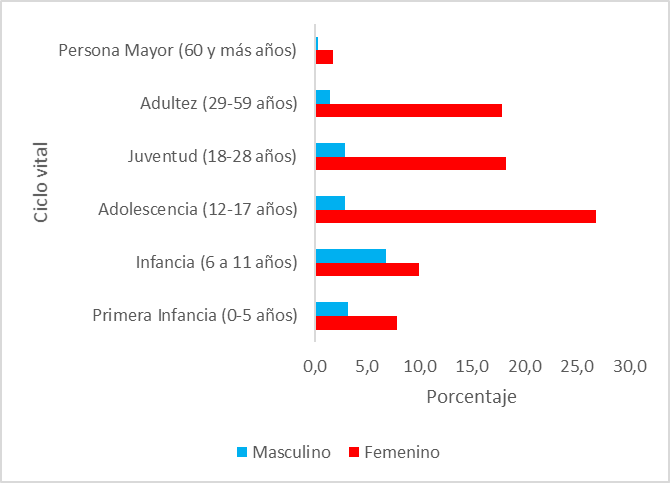 Ciclo vital
Persona Mayor (60 y más años)
Adultez (29-59 años)
Juventud (18-28 años)
Adolescencia (12-17 años)
Infancia (6 a 11 años)
Primera Infancia (0-5 años)
0,0 5,0 10,0 15,0 20,0 25,0 30,0
Porcentaje
Masculino Femenino